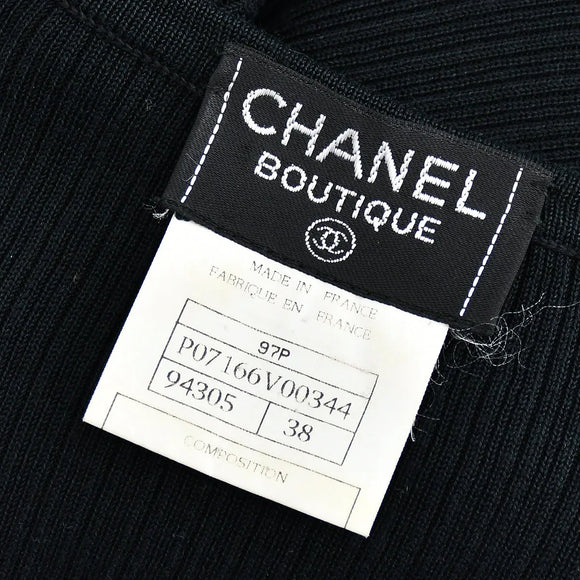 CHANEL
BOUTIQUE
MADE IN FRANCE
FABRIQUE EN FRANCE
97P
P07166V00344
94305 38
COMPOSITION